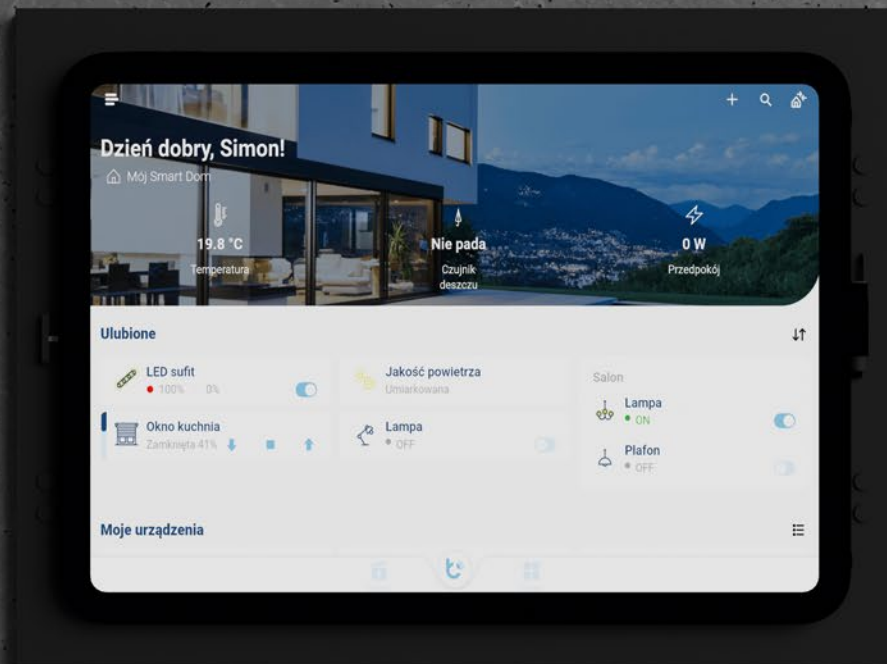 Dzień dobry, Simon!
Mój Smart Dom
19.8 °C
Temperatura
Nie pada
Czujnik
deszczu
0 W
Przedpokój
Ulubione
LED sufit
100% 0%
Okno kuchnia
Zamknięta 41%
Jakość powietrza
Umiarkowana
Lampa
OFF
Salon
Lampa
ON
Plafon
OFF
Moje urządzenia